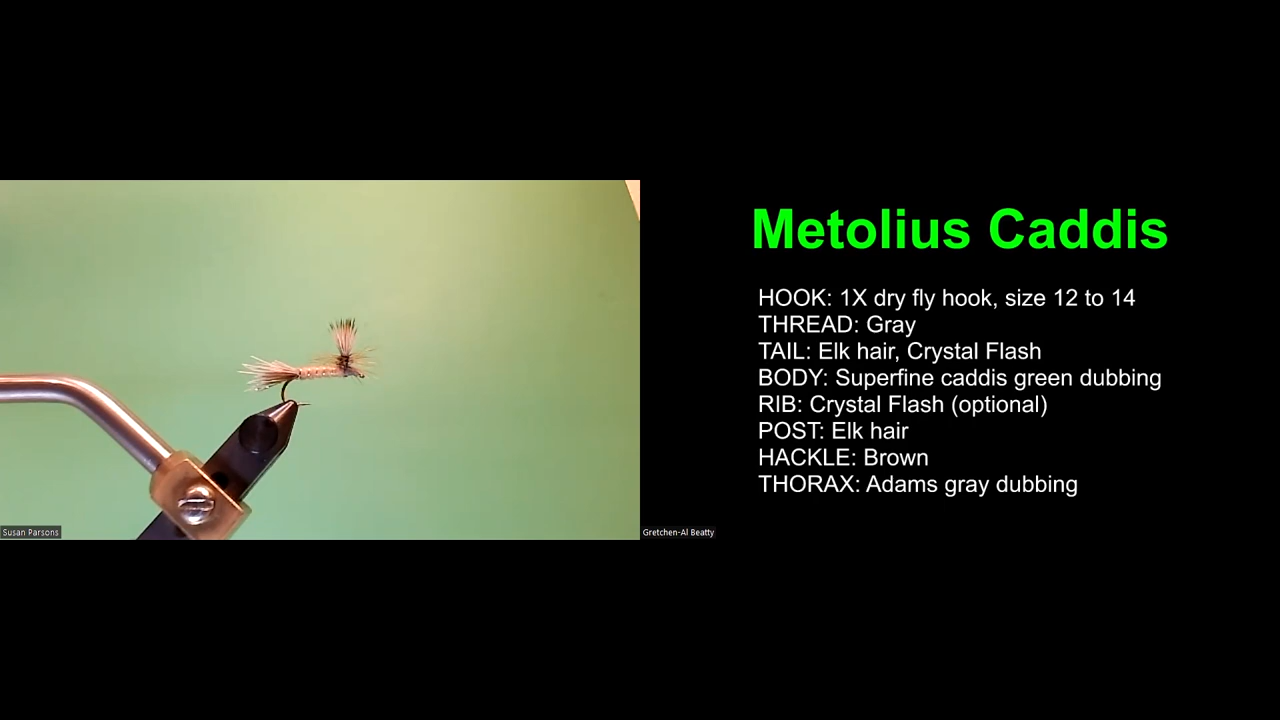 Metolius Caddis
HOOK: 1X dry fly hook, size 12 to 14
THREAD: Gray
TAIL: Elk hair, Crystal Flash
BODY: Superfine caddis green dubbing
RIB: Crystal Flash (optional)
POST: Elk hair
HACKLE: Brown
THORAX: Adams gray dubbing
Susan Parsons
Gretchen-Al Beatty